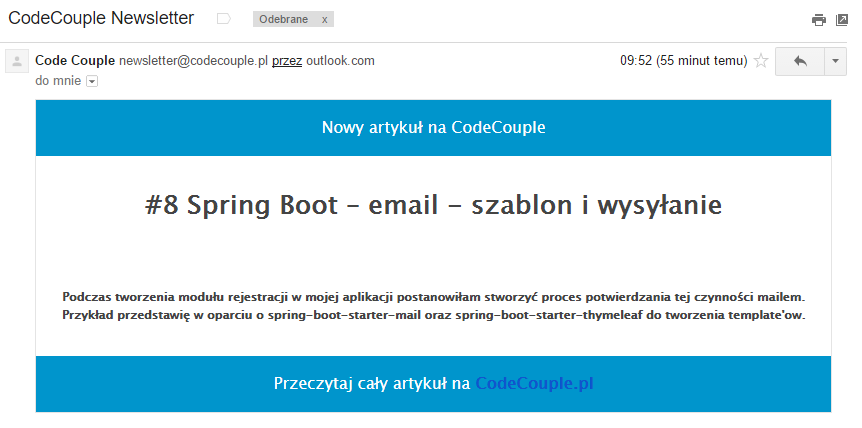 CodeCouple Newsletter
Odebrane x
Code Couple newsletter@codecouple.pl przez outlook.com
09:52 (55 minut temu)
do mnie
Nowy artykuł na CodeCouple
#8 Spring Boot – email – szablon i wysyłanie
Podczas tworzenia modułu rejestracji w mojej aplikacji postanowiłam stworzyć proces potwierdzania tej czynności mailem.
Przykład przedstawię w oparciu o spring-boot-starter-mail oraz spring-boot-starter-thymeleaf do tworzenia template'ow.
Przeczytaj cały artykuł na CodeCouple.pl